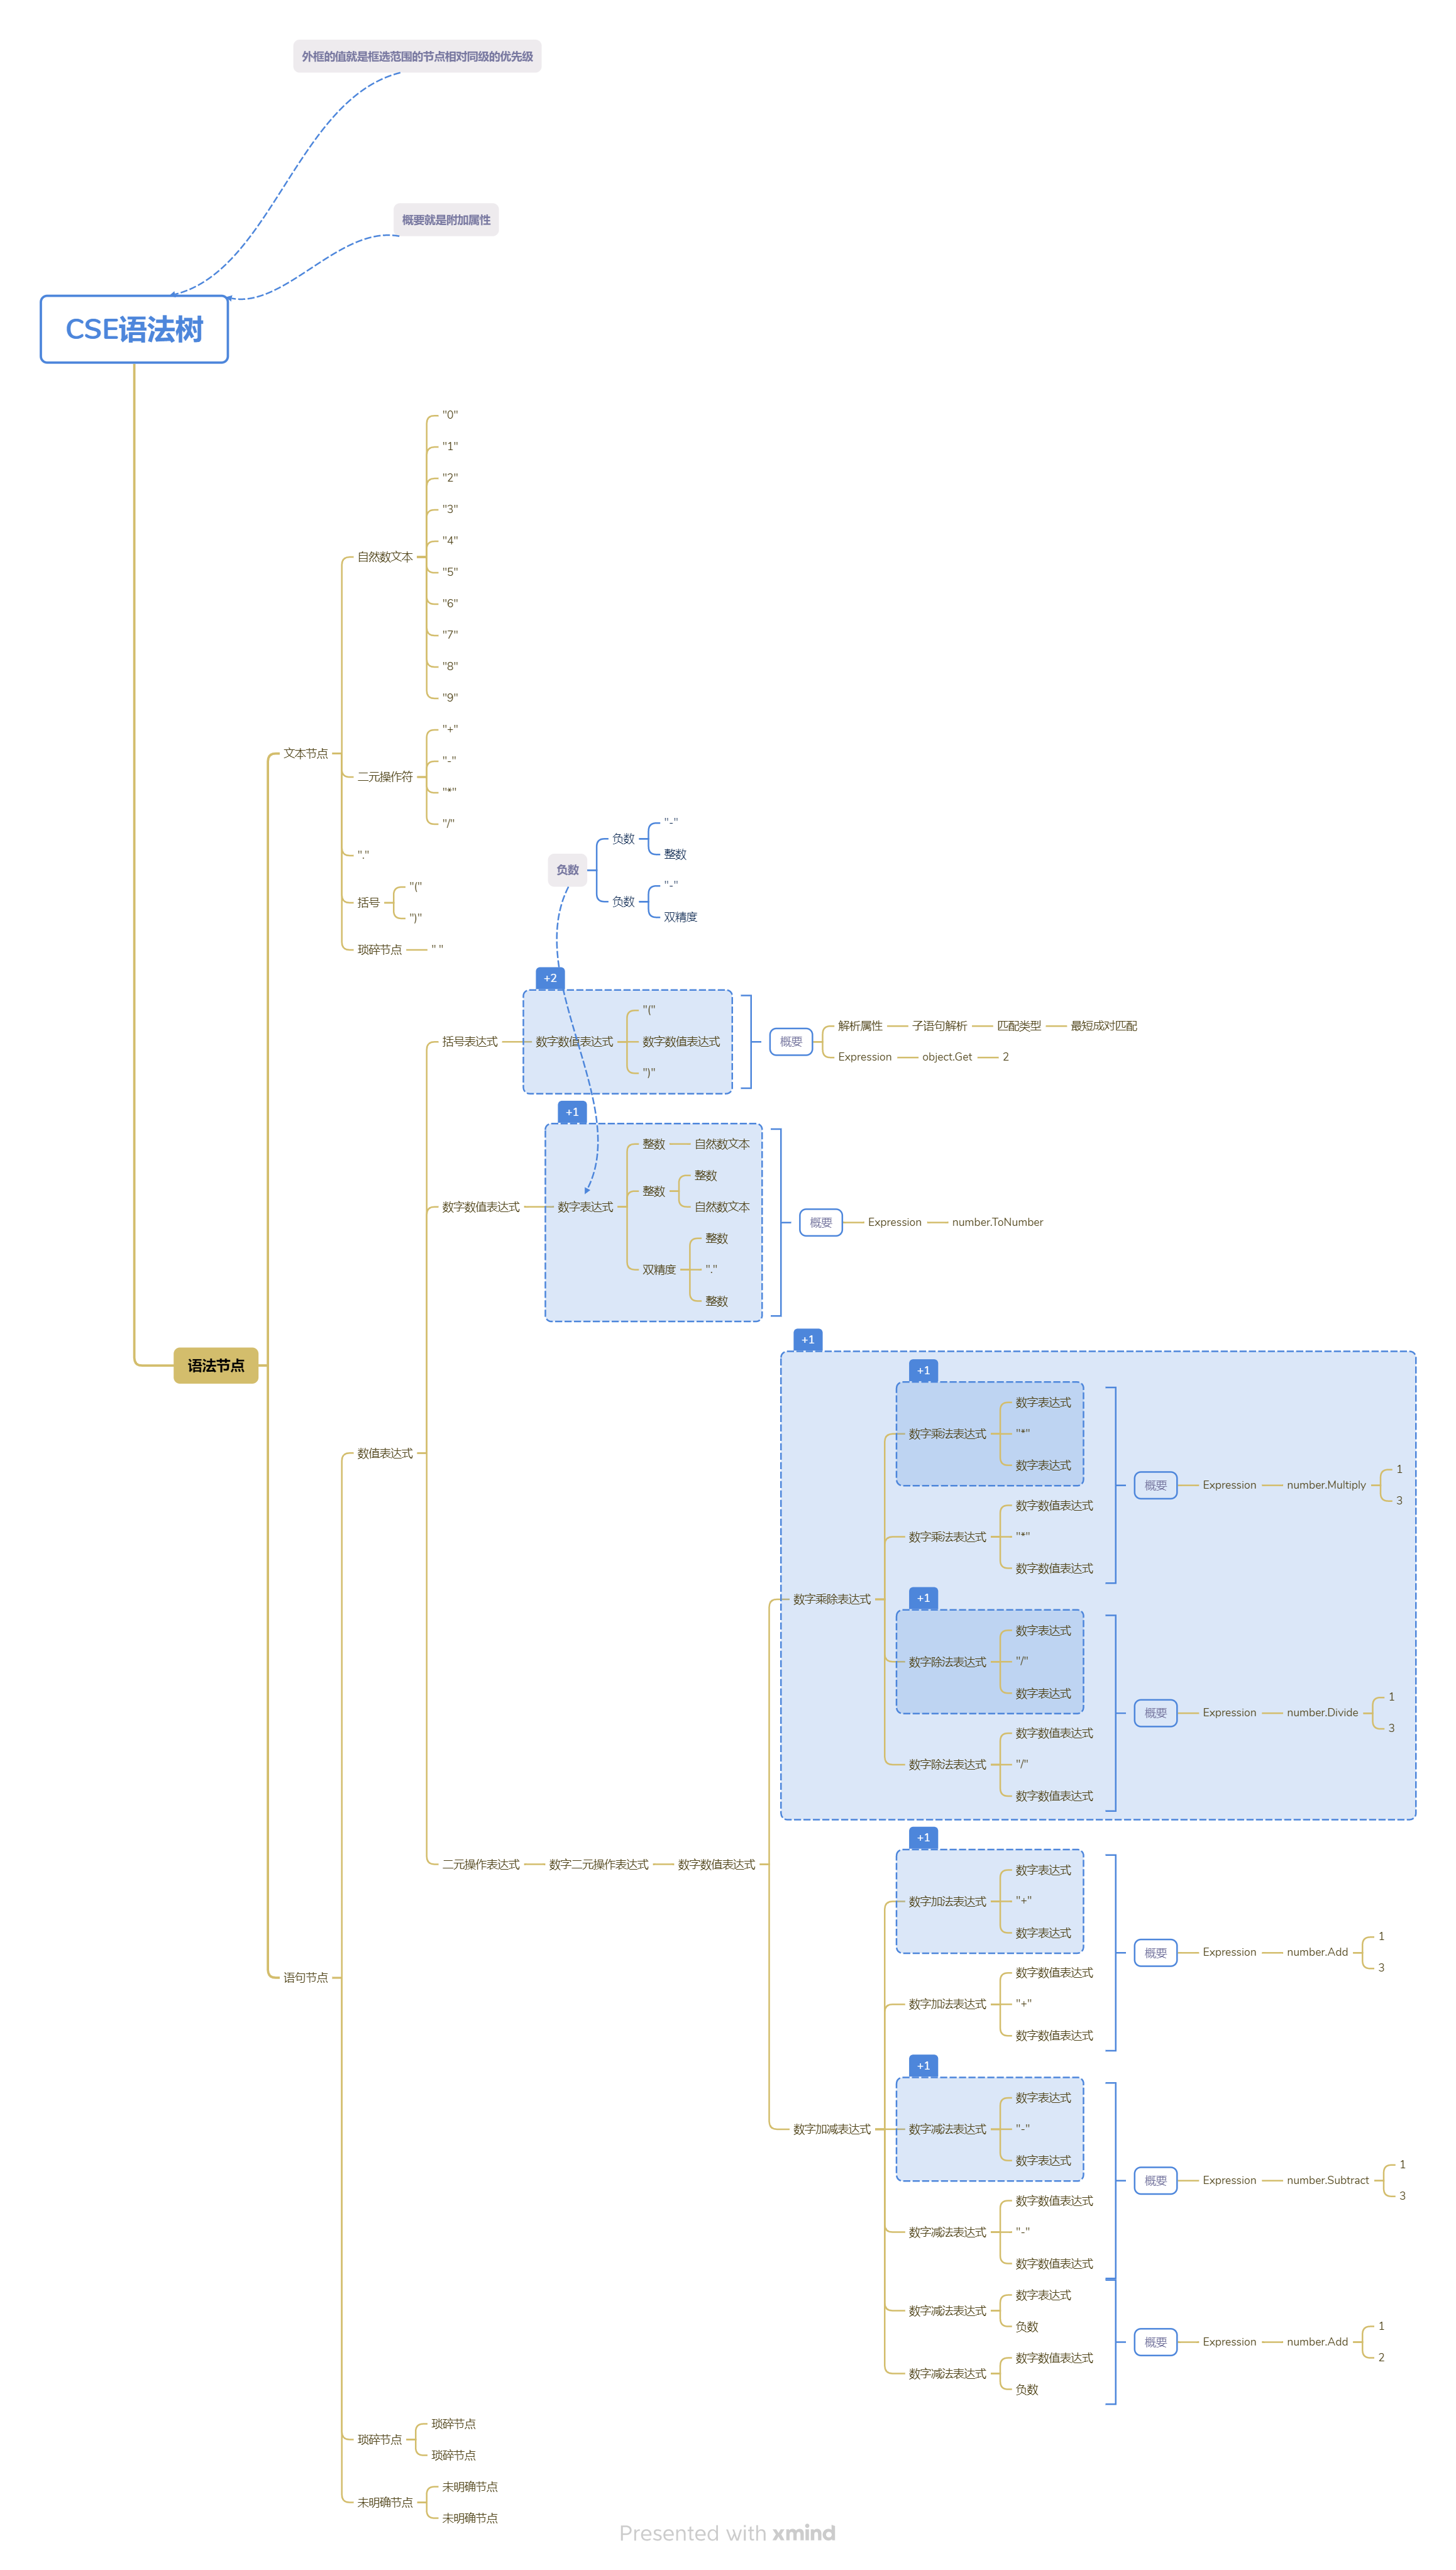 外框的值就是框选范围的节点相对同级的优先级
概要就是附加属性
CSE语法树
语法节点
文本节点
自然数文本
"0"
"1"
"2"
"3"
"4"
"5"
"6"
"7"
"8"
"9"
二元操作符
"+"
"-"
"*"
"/"
"."
括号
"("
")"
琐碎节点
" "
负数
负数
"-"
整数
负数
"-"
双精度
语句节点
数值表达式
括号表达式
+2
数字数值表达式
"("
数字数值表达式
")"
概要
解析属性
子语句解析
匹配类型
最短成对匹配
Expression
object.Get
2
数字数值表达式
+1
数字表达式
整数
自然数文本
整数
整数
自然数文本
双精度
整数
"."
整数
概要
Expression
number.ToNumber
二元操作表达式
数字二元操作表达式
数字数值表达式
+1
数字乘除表达式
+1
数字乘法表达式
数字表达式
"*"
数字表达式
数字乘法表达式
数字数值表达式
"*"
数字数值表达式
概要
Expression
number.Multiply
1
3
+1
数字除法表达式
数字表达式
"/"
数字表达式
数字除法表达式
数字数值表达式
"/"
数字数值表达式
概要
Expression
number.Divide
1
3
数字加减表达式
+1
数字加法表达式
数字表达式
"+"
数字表达式
数字加法表达式
数字数值表达式
"+"
数字数值表达式
概要
Expression
number.Add
1
3
+1
数字减法表达式
数字表达式
"-"
数字表达式
数字减法表达式
数字数值表达式
"-"
数字数值表达式
概要
Expression
number.Subtract
1
3
数字减法表达式
数字表达式
负数
数字减法表达式
数字数值表达式
负数
概要
Expression
number.Add
1
2
琐碎节点
琐碎节点
琐碎节点
未明确节点
未明确节点
未明确节点
Presented with xmind